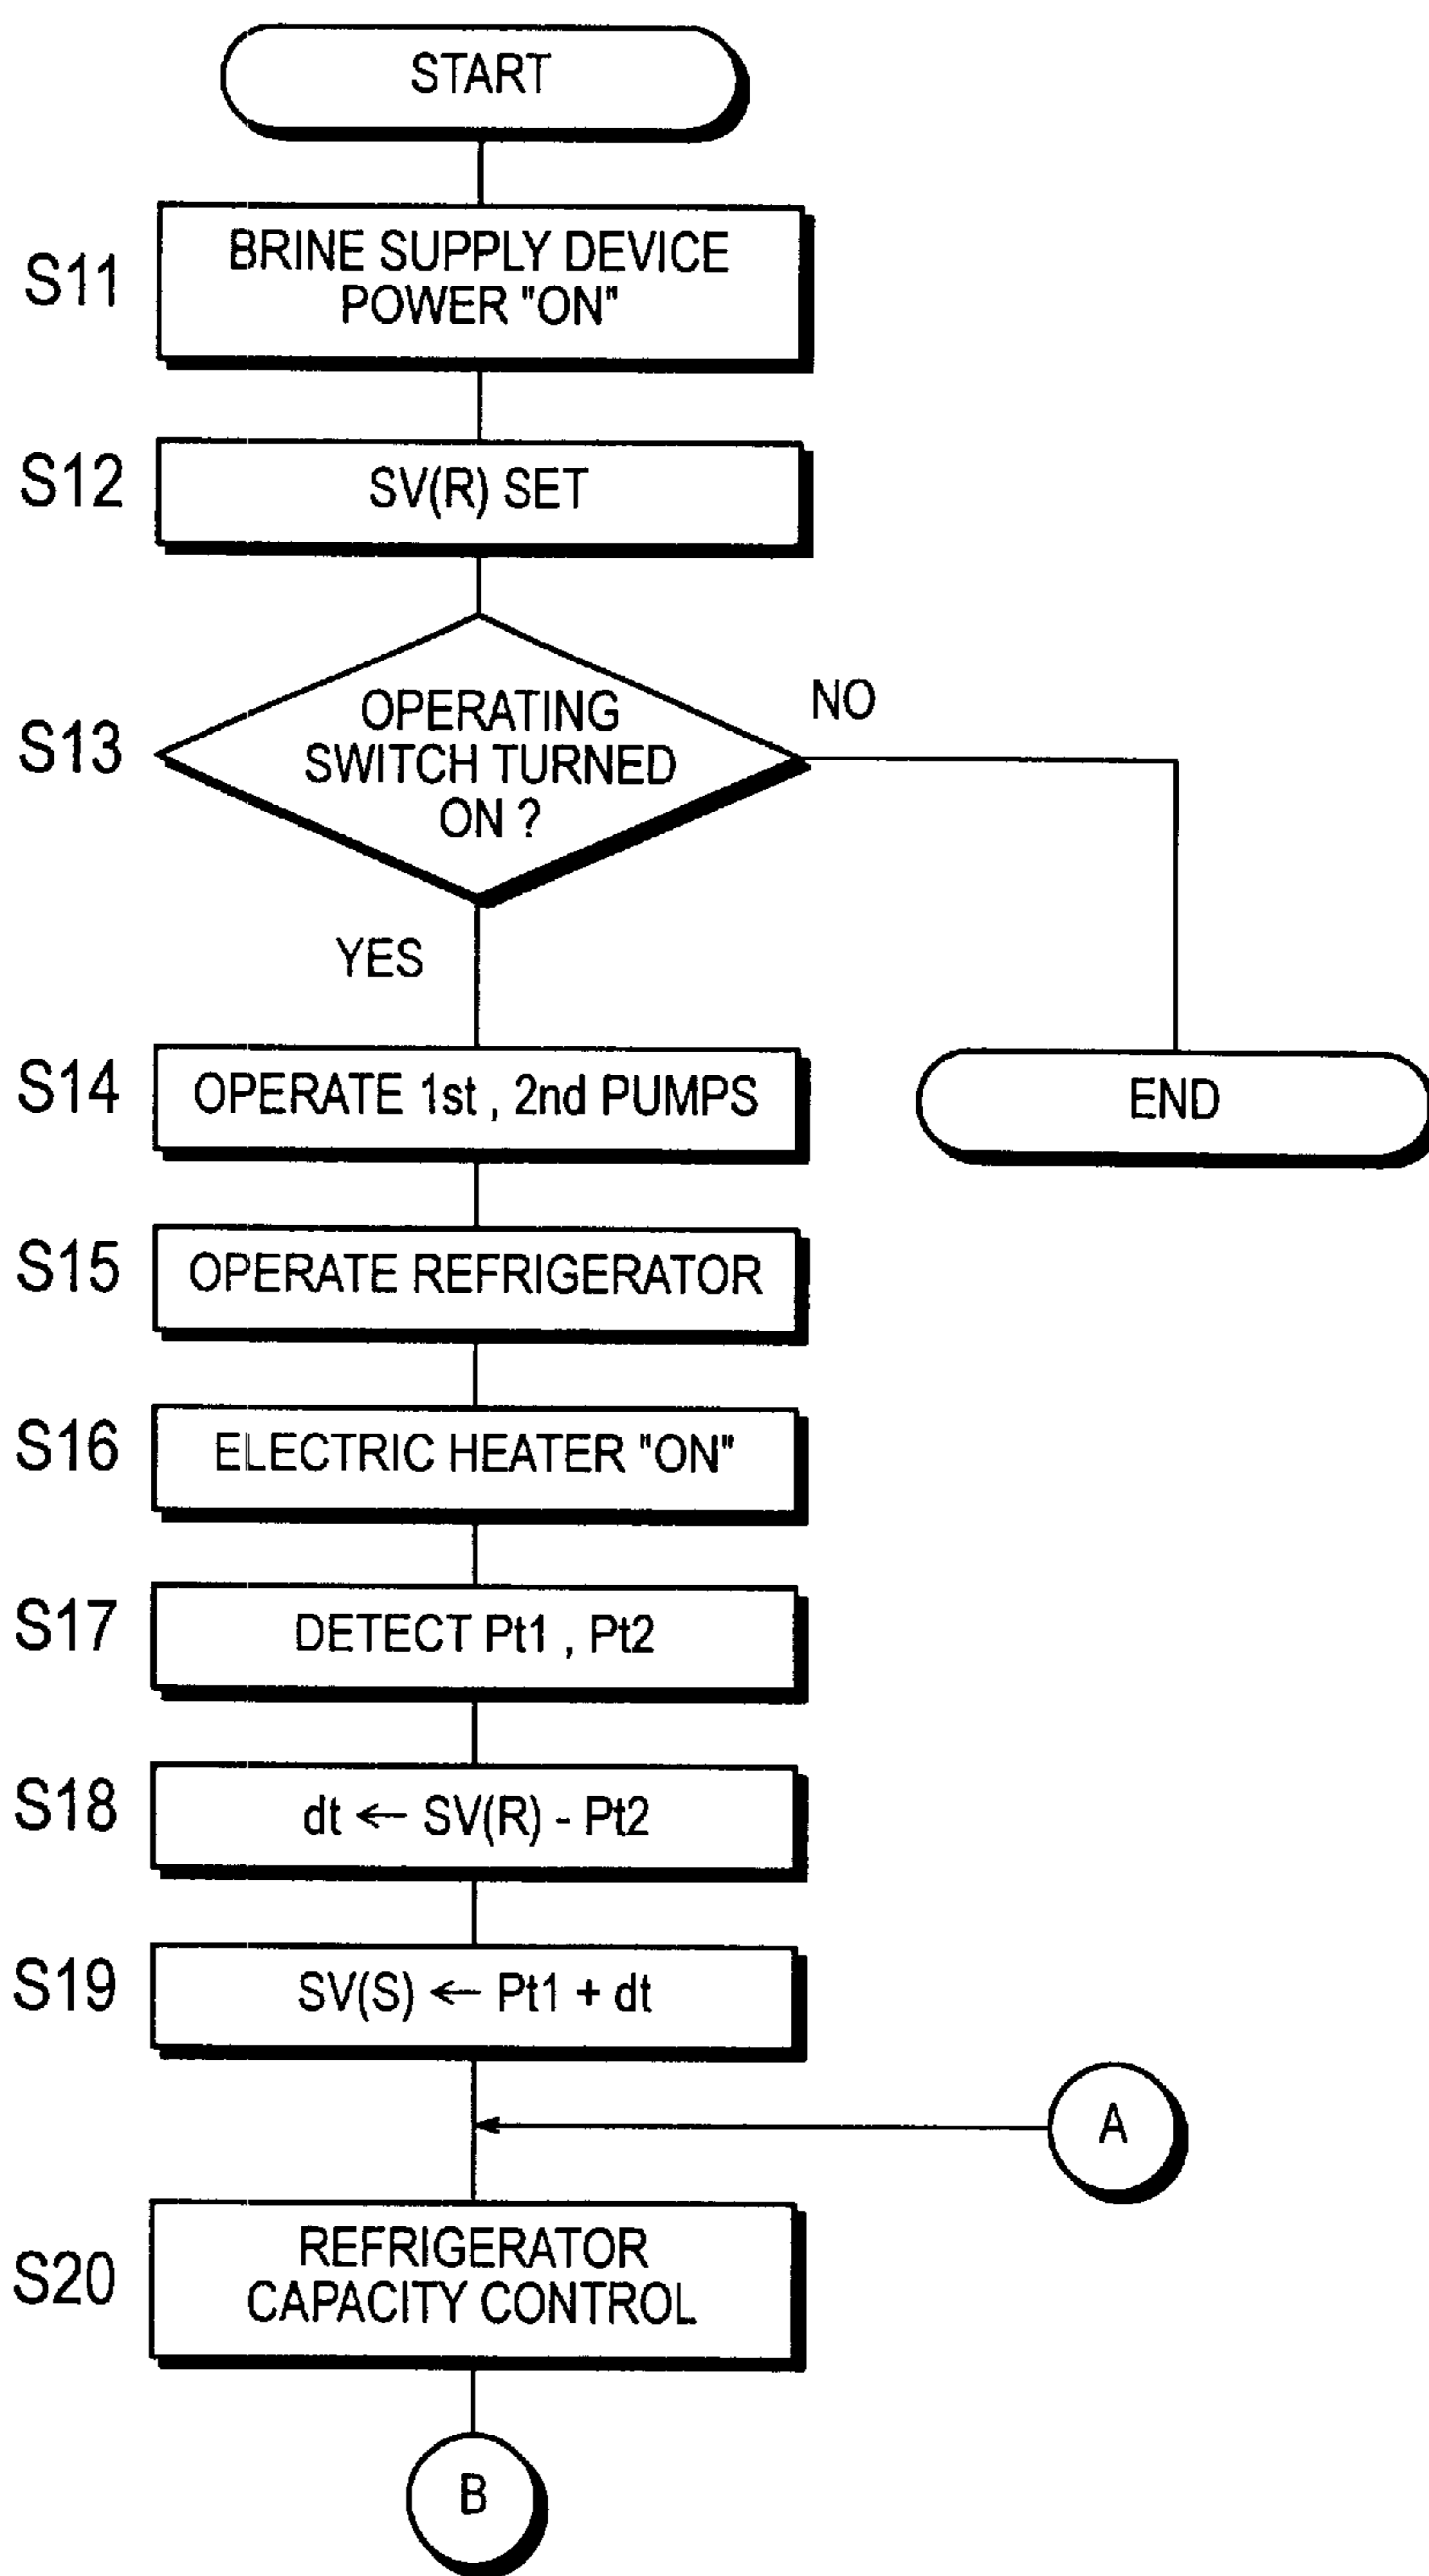 START
S11
BRINE SUPPLY DEVICE
POWER "ON"
S12
SV(R) SET
S13
OPERATING
SWITCH TURNED
ON ?
NO
YES
S14
OPERATE 1st , 2nd PUMPS
END
S15
OPERATE REFRIGERATOR
S16
ELECTRIC HEATER "ON"
S17
DETECT Pt1 , Pt2
S18
dt ← SV(R) - Pt2
S19
SV(S) ← Pt1 + dt
A
S20
REFRIGERATOR
CAPACITY CONTROL
B